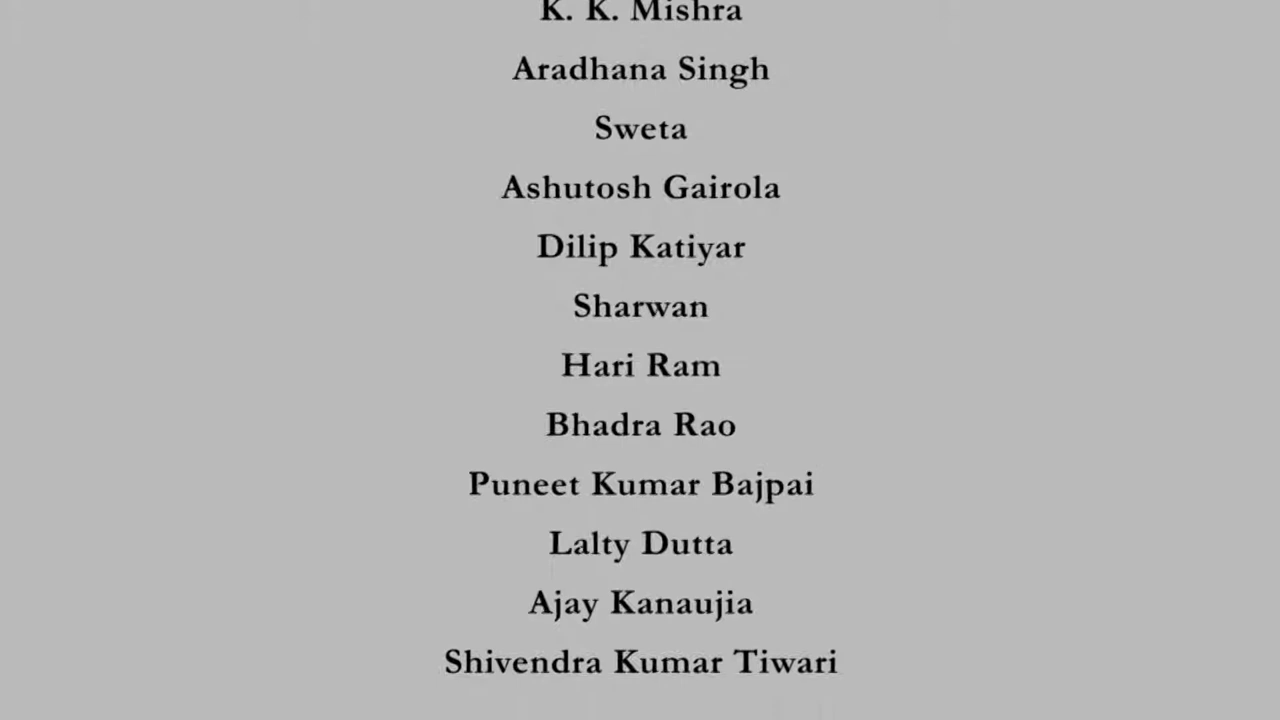 K. K. Mishra
Aradhana Singh
Sweta
Ashutosh Gairola
Dilip Katiyar
Sharwan
Hari Ram
Bhadra Rao
Puneet Kumar Bajpai
Lalty Dutta
Ajay Kanaujia
Shivendra Kumar Tiwari